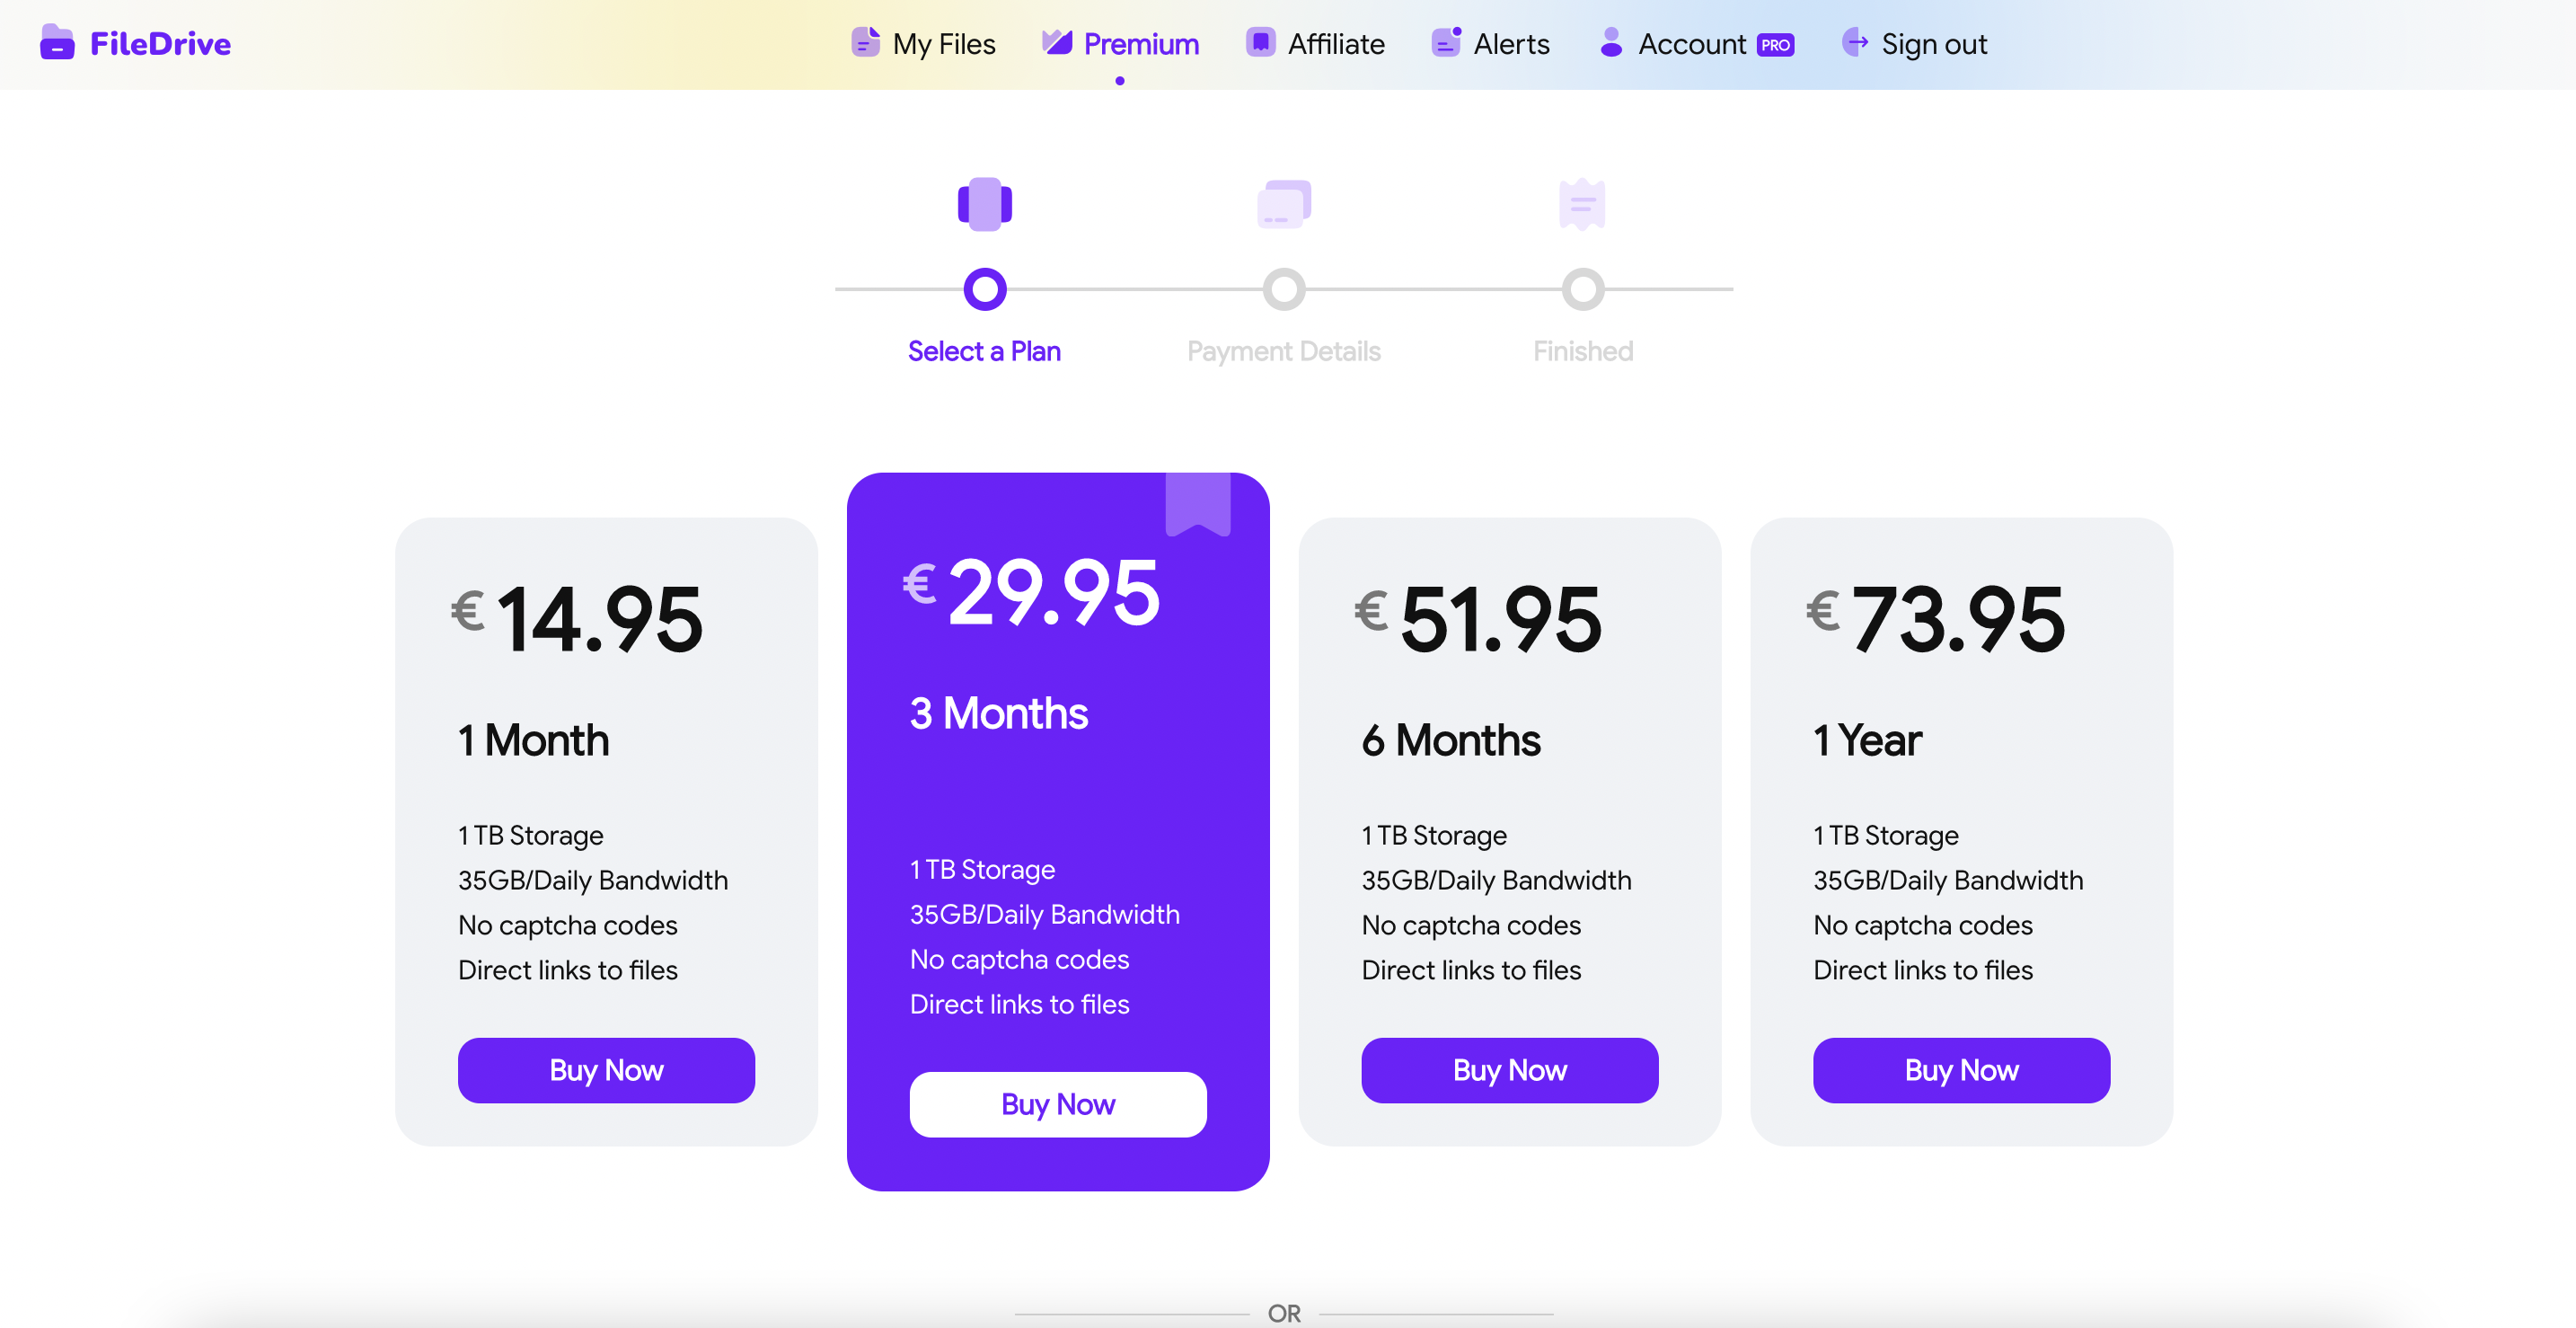 FileDrive
My Files
Premium
Affiliate
Alerts
Account PRO
Sign out
Select a Plan
Payment Details
Finished
€ 14.95
1 Month
1 TB Storage
35GB/Daily Bandwidth
No captcha codes
Direct links to files
Buy Now
€ 29.95
3 Months
1 TB Storage
35GB/Daily Bandwidth
No captcha codes
Direct links to files
Buy Now
€ 51.95
6 Months
1 TB Storage
35GB/Daily Bandwidth
No captcha codes
Direct links to files
Buy Now
€ 73.95
1 Year
1 TB Storage
35GB/Daily Bandwidth
No captcha codes
Direct links to files
Buy Now
OR